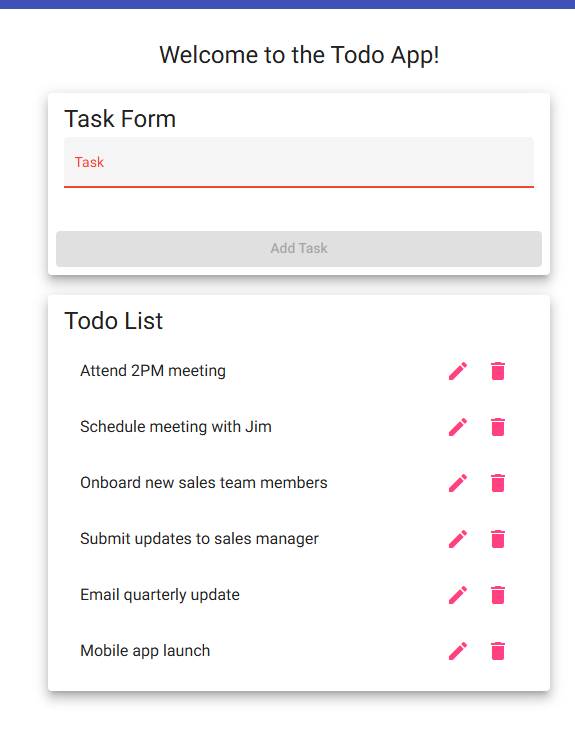 Welcome to the Todo App!
Task Form
Task
Add Task
Todo List
Attend 2PM meeting
Schedule meeting with Jim
Onboard new sales team members
Submit updates to sales manager
Email quarterly update
Mobile app launch